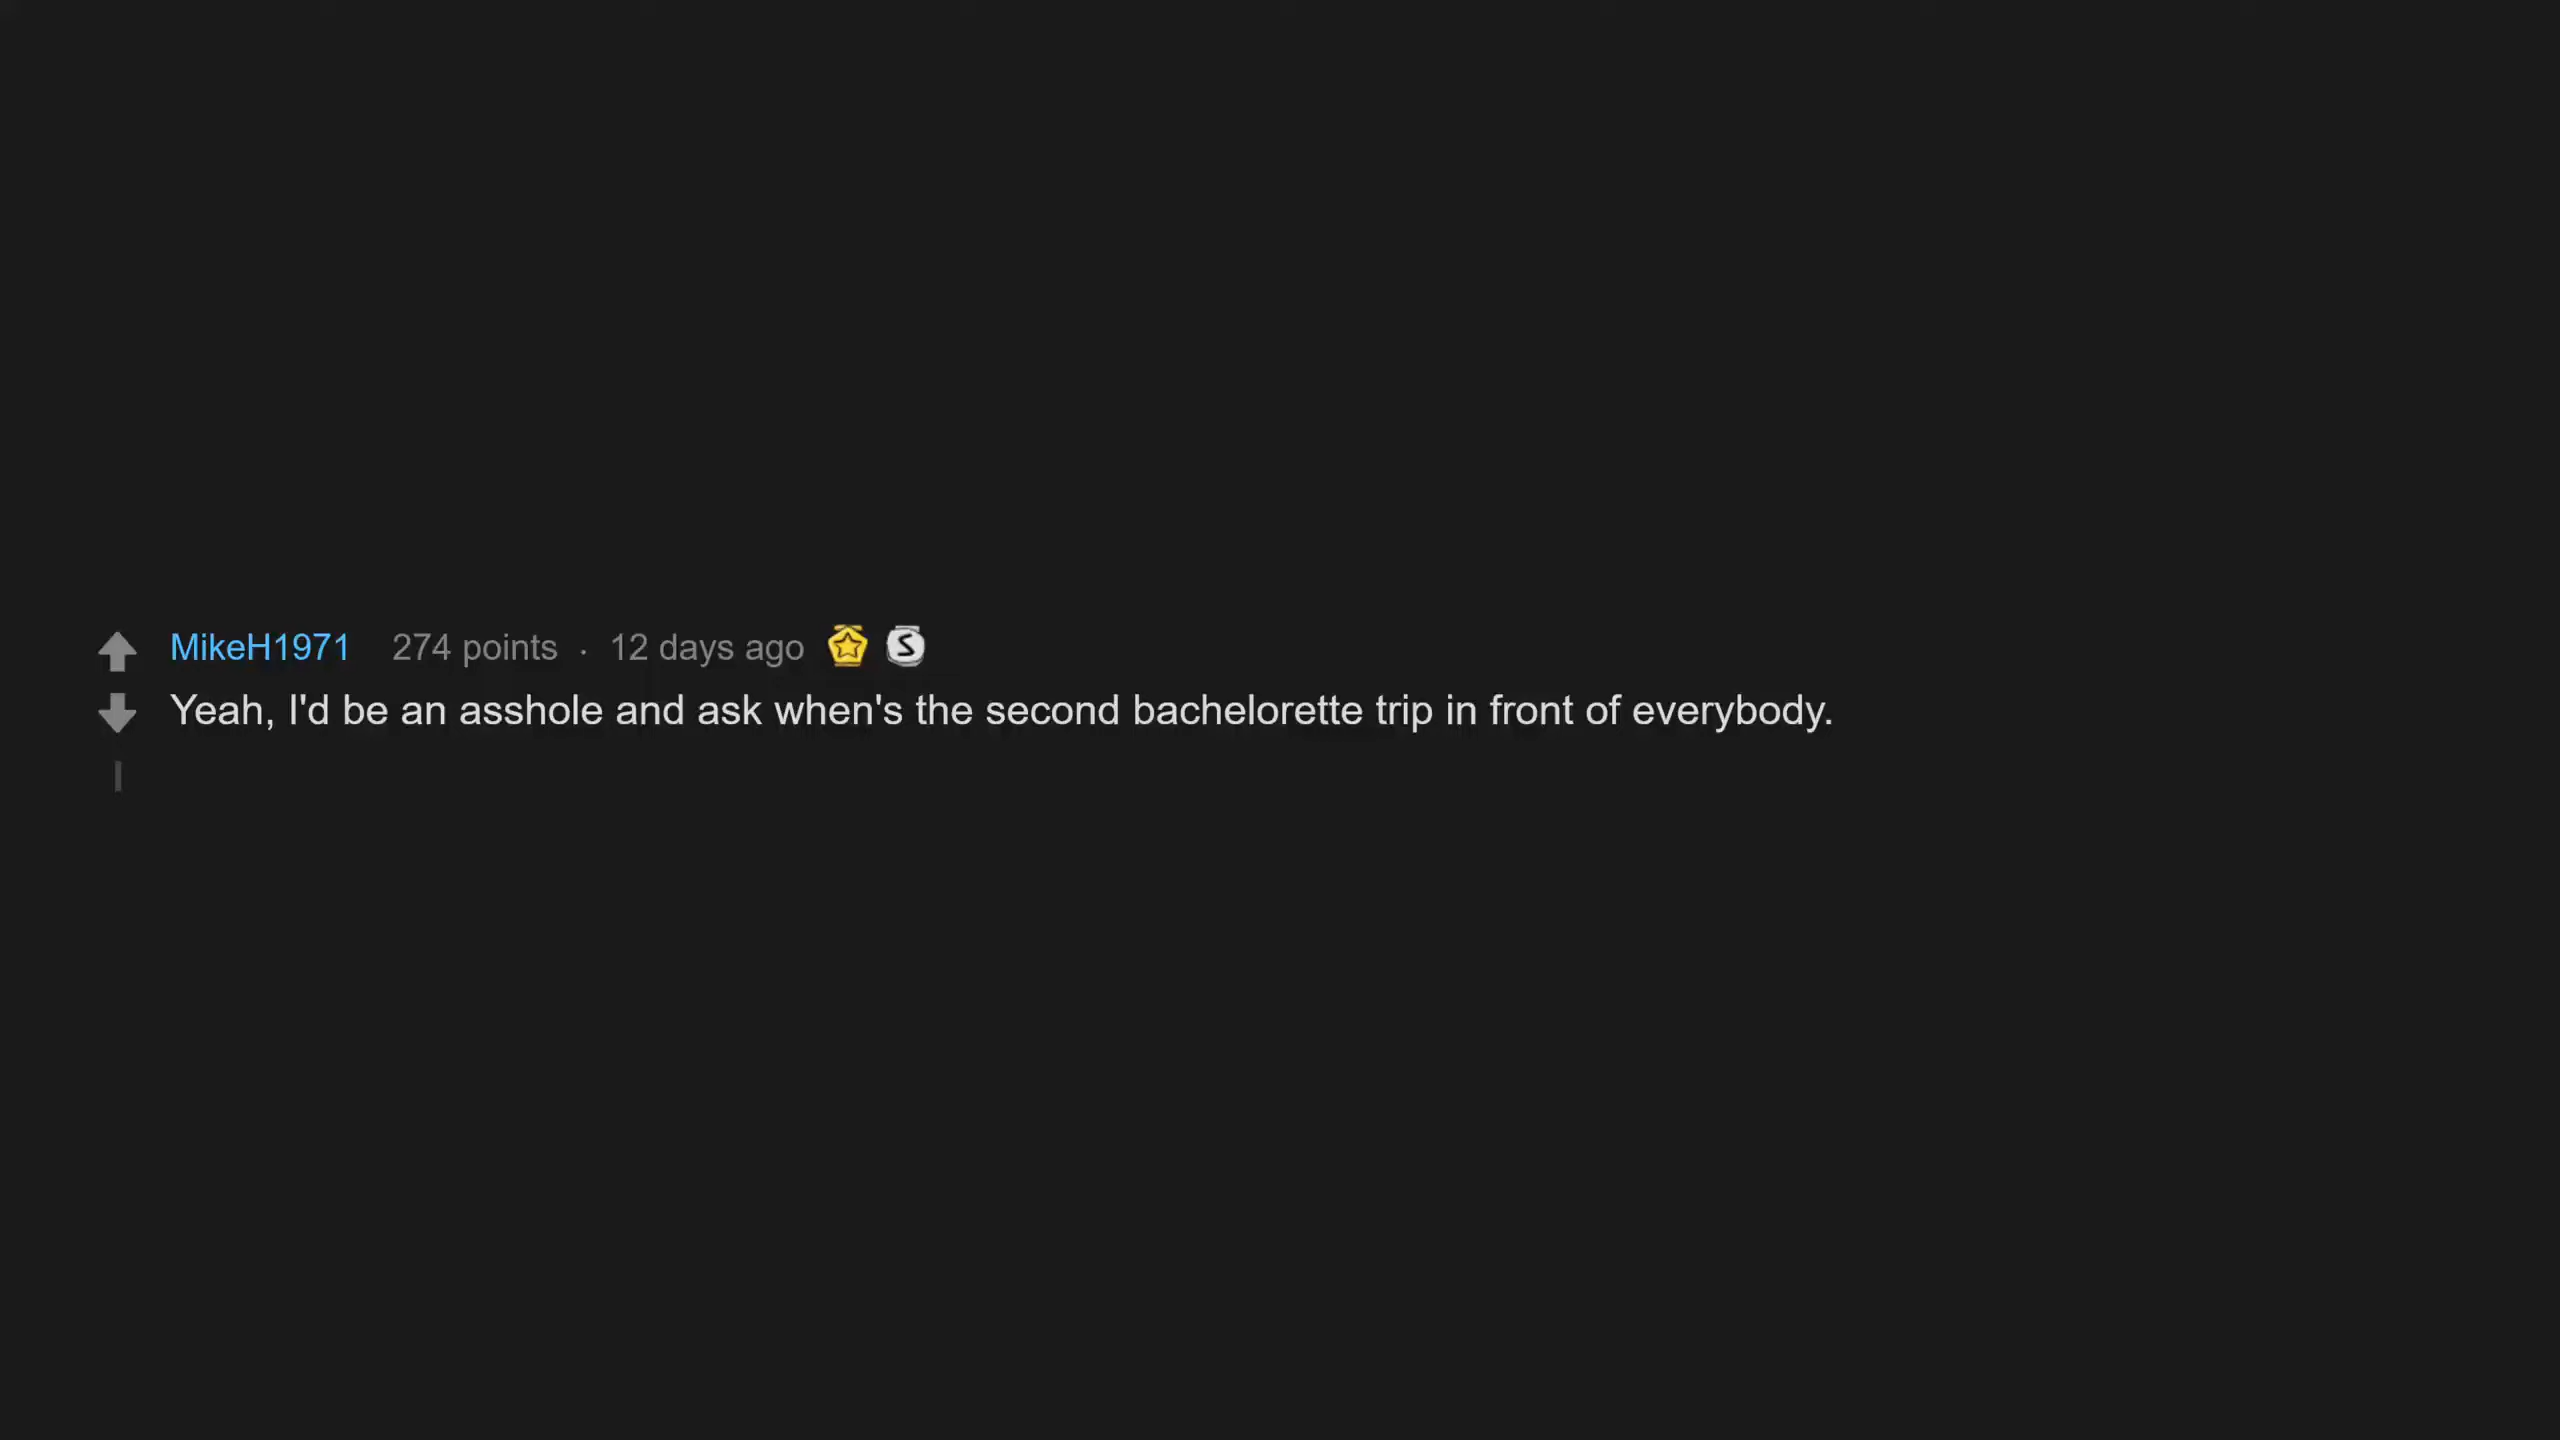 MikeH1971 274 points · 12 days ago
Yeah, I'd be an asshole and ask when's the second bachelorette trip in front of everybody.